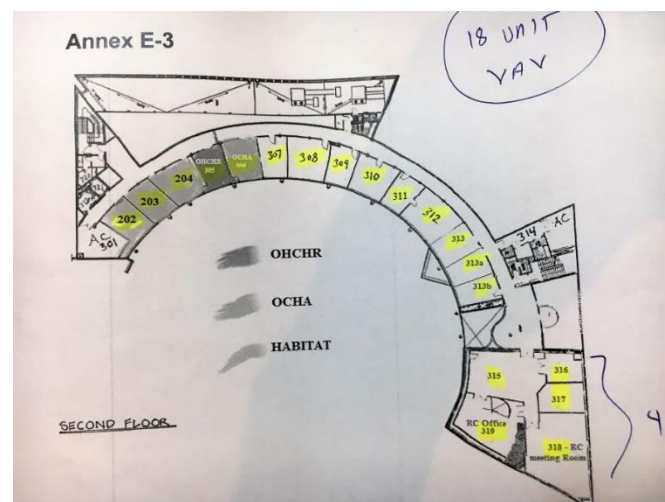 Annex E-3
18 UNIT
VAV
OHCHR
205
OCHA
307
308
309
310
311
312
313
313a
313b
204
203
202
AC
301
314
AC
OHCHR
OCHA
HABITAT
315
316
317
RC Office
319
318 - RC
meeting Room
4
SECOND FLOOR